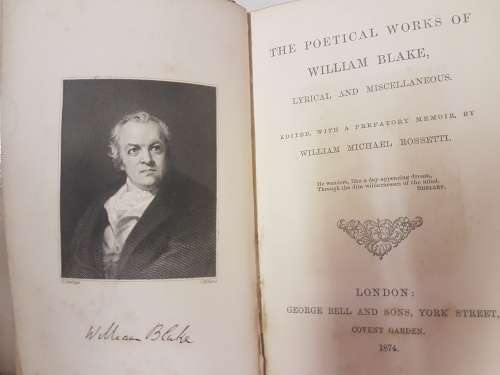 William Blake
THE POETICAL WORKS OF
WILLIAM BLAKE,
LYRICAL AND MISCELLANEOUS.
EDITED, WITH A PREFATORY MEMOIR, BY
WILLIAM MICHAEL ROSSETTI.
He wanders, like a day-appearing dream,
Through the dim wildernesses of the mind.
SHELLEY.
LONDON:
GEORGE BELL AND SONS, YORK STREET,
COVENT GARDEN.
1874.